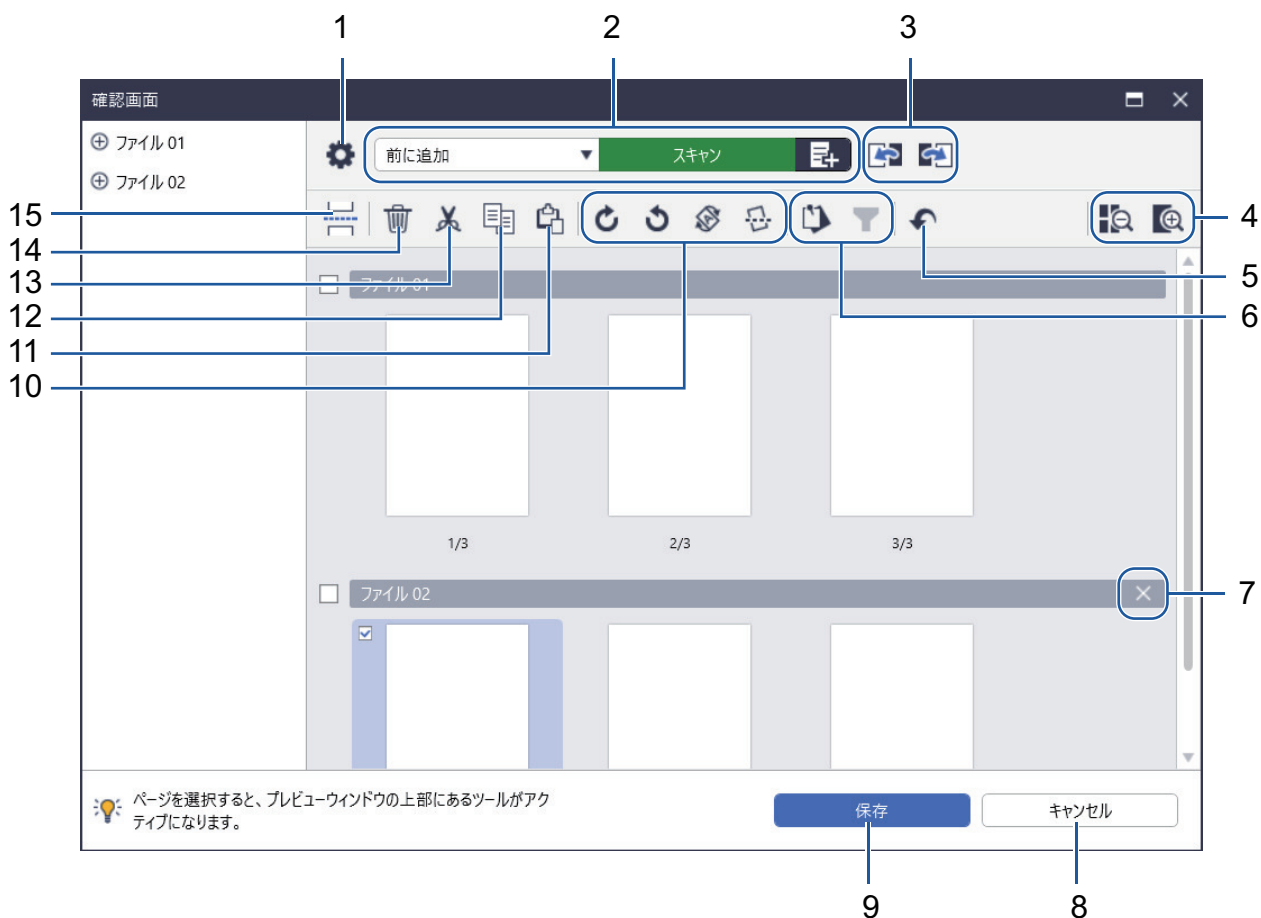 1
2
3
確認画面
ファイル 01
前に追加
スキャン
ファイル 02
15
4
14
13
ファイル 01
5
12
6
11
10
1/3
2/3
3/3
ファイル 02
7
ページを選択すると、プレビューウィンドウの上部にあるツールがアク
ティブになります。
保存
キャンセル
9
8